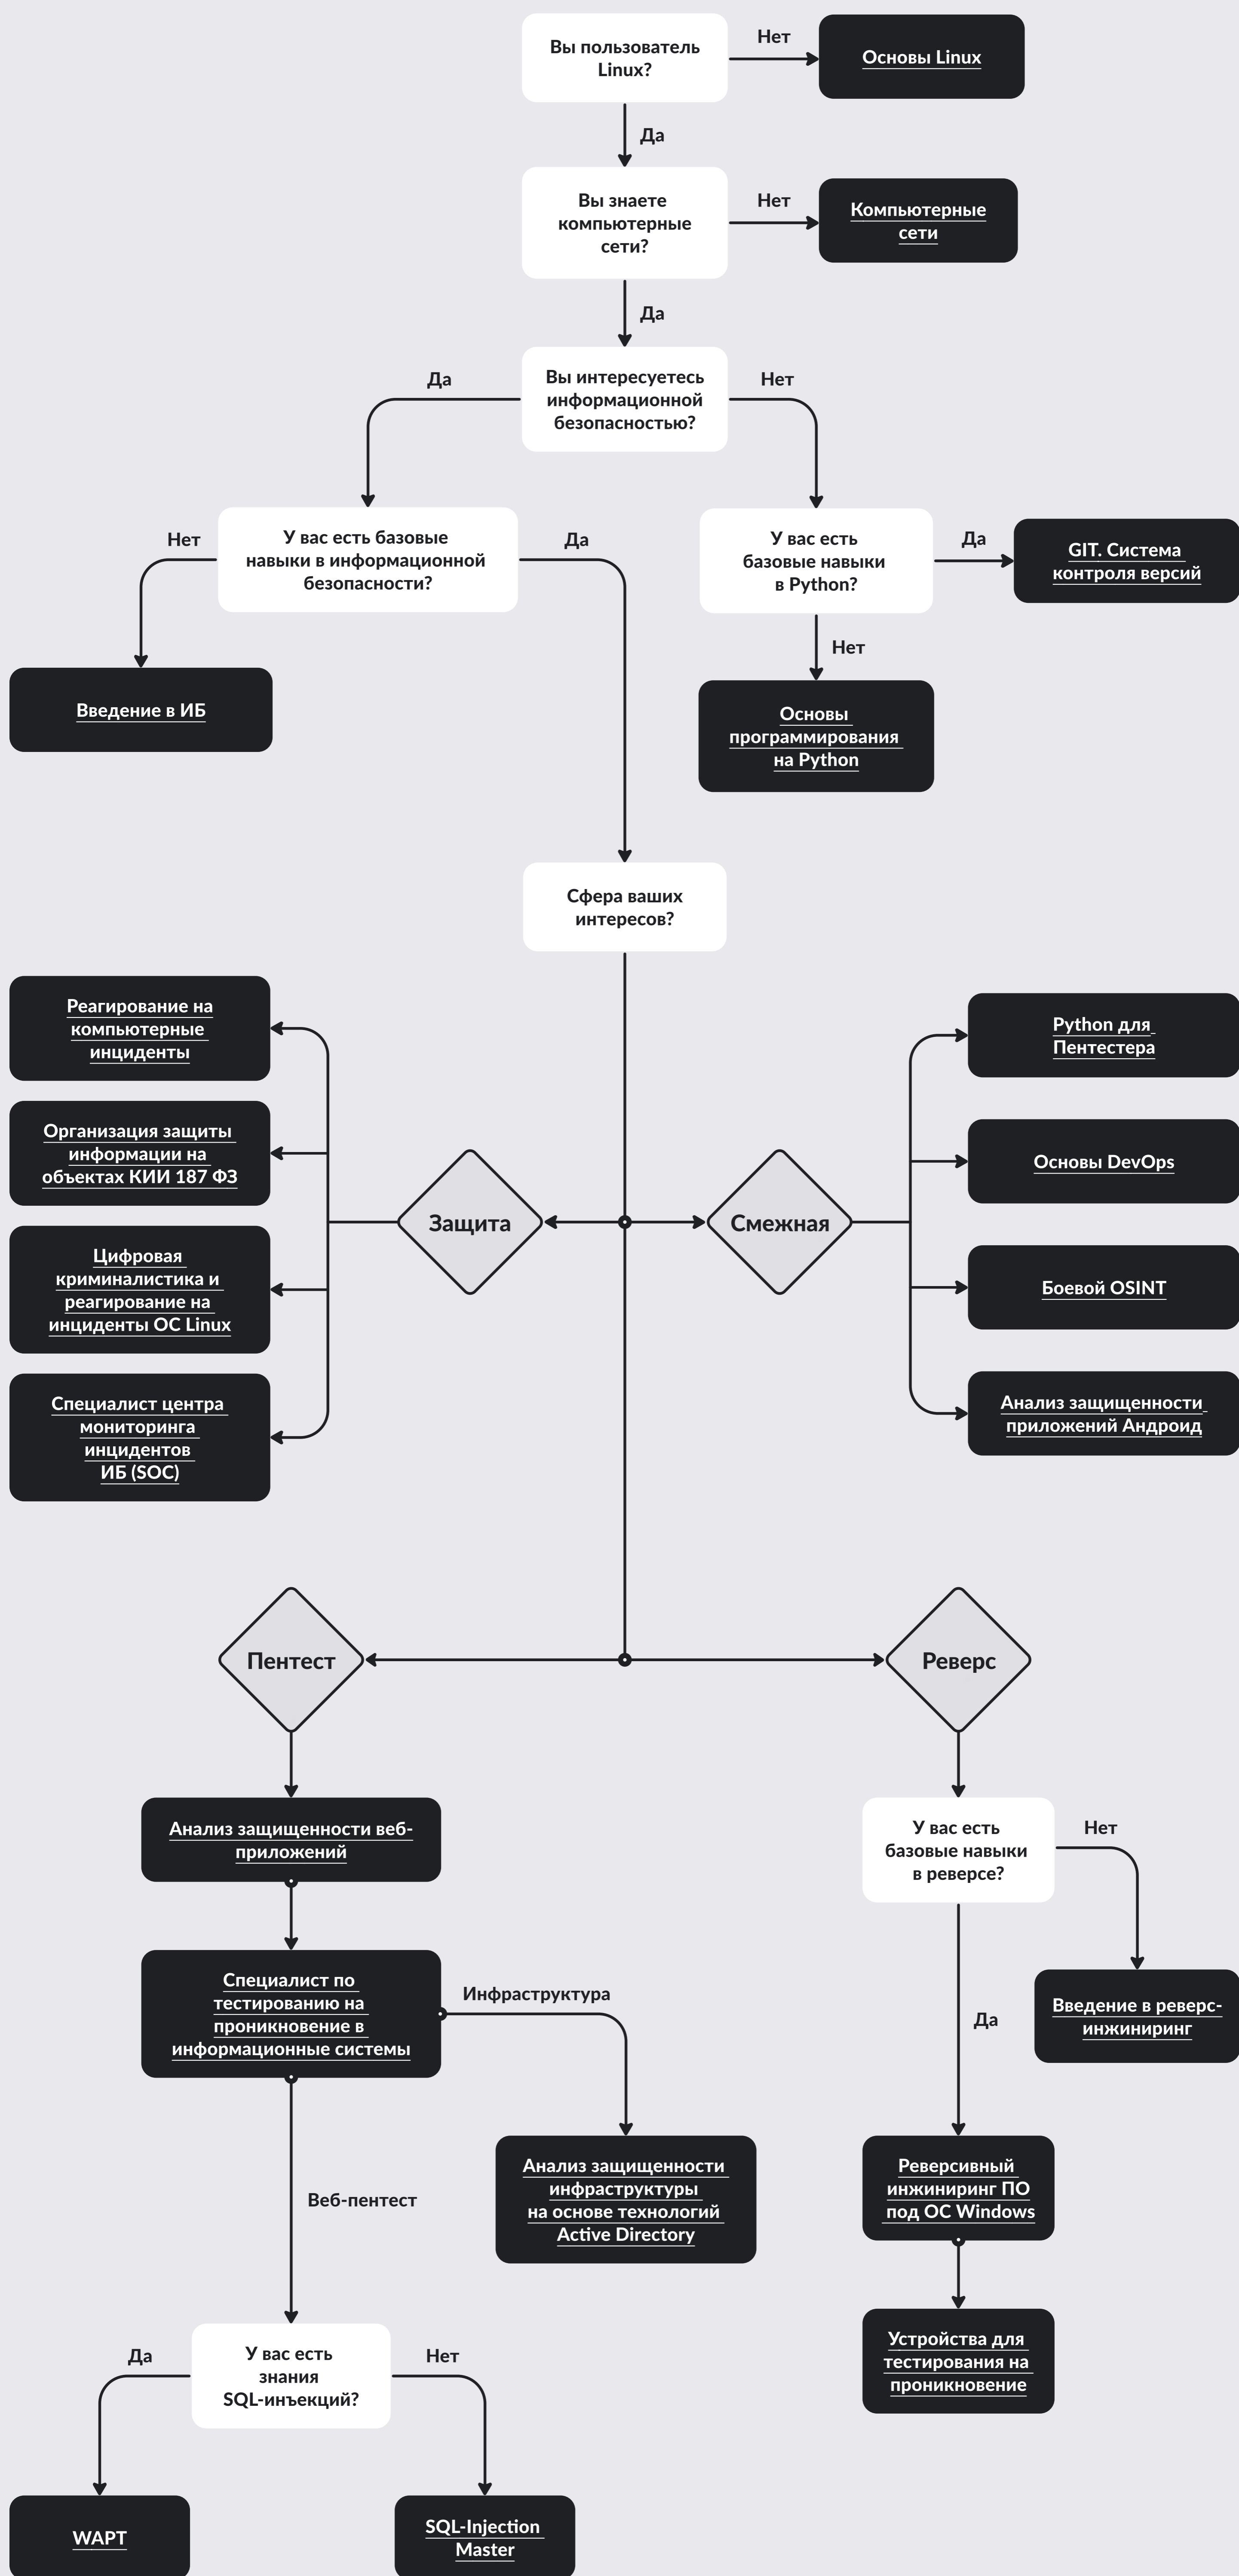 Вы пользователь
Linux?
Нет
Основы Linux
Да
Вы знаете
компьютерные
сети?
Нет
Компьютерные
сети
Да
Вы интересуетесь
информационной
безопасностью?
Да
Нет
У вас есть базовые
навыки в информационной
безопасности?
Нет
Да
У вас есть
базовые навыки
в Python?
Да
GIT. Система
контроля версий
Нет
Введение в ИБ
Основы
программирования
на Python
Сфера ваших
интересов?
Реагирование на
компьютерные
инциденты
Организация защиты
информации на
объектах КИИ 187 ФЗ
Цифровая
криминалистика и
реагирование на
инциденты ОС Linux
Специалист центра
мониторинга
инцидентов
ИБ (SOC)
Защита
Смежная
Python для
Пентестера
Основы DevOps
Боевой OSINT
Анализ защищенности
приложений Андроид
Пентест
Реверс
Анализ защищенности веб-
приложений
Специалист по
тестированию на
проникновение в
информационные системы
Инфраструктура
Анализ защищенности
инфраструктуры
на основе технологий
Active Directory
Веб-пентест
У вас есть
знания
SQL-инъекций?
Да
Нет
WAPT
SQL-Injection
Master
У вас есть
базовые навыки
в реверсе?
Нет
Введение в реверс-
инжиниринг
Да
Реверсивный
инжиниринг ПО
под ОС Windows
Устройства для
тестирования на
проникновение